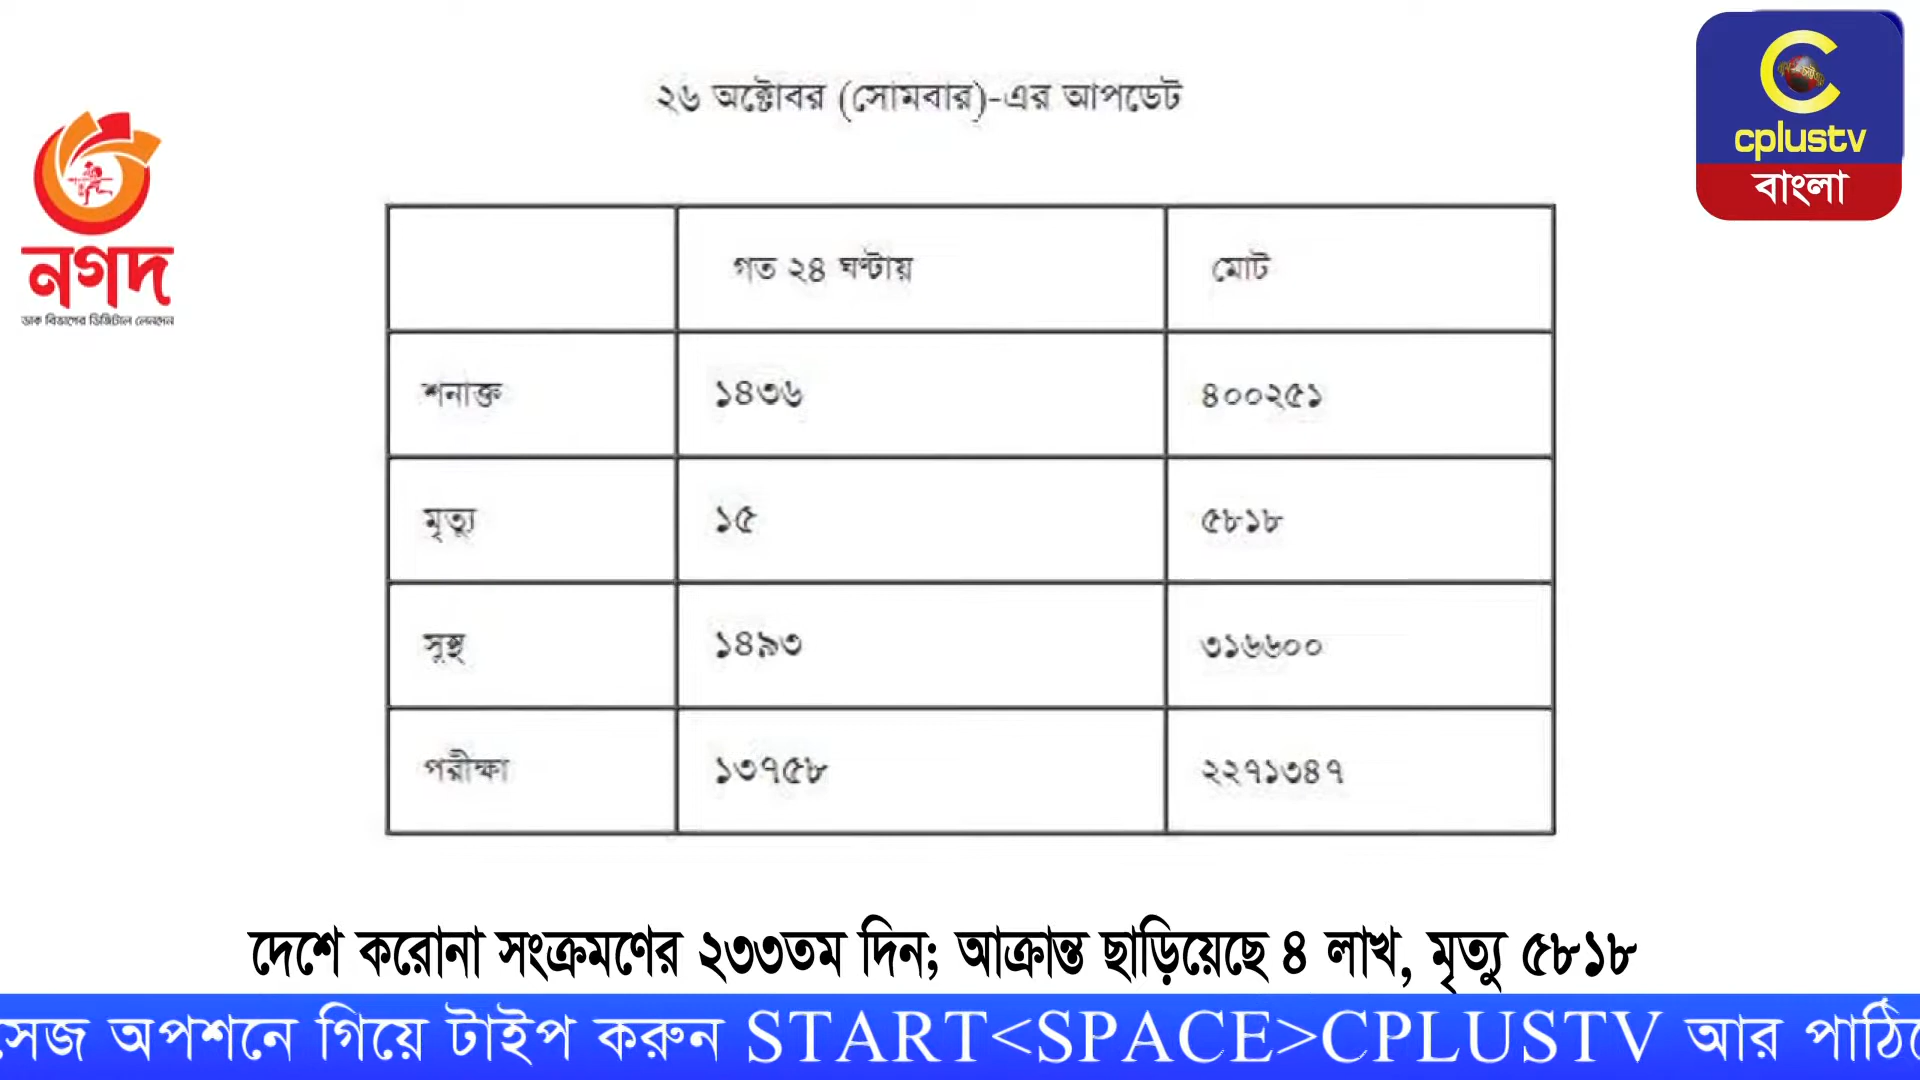 ২৬ অক্টোবর (সোমবার)-এর আপডেট
cplustv
বাংলা
নগদ
ডাক বিভাগের ডিজিটাল লেনদেন
গত ২৪ ঘণ্টায় মোট
শনাক্ত ১৪৩৬ ৪০০২৫১
মৃত্যু ১৫ ৫৮১৮
সুস্থ ১৪৯৩ ৩১৬৬০০
পরীক্ষা ১৩৭৫৮ ২২৭১৩৪৭
দেশে করোনা সংক্রমণের ২৩৩তম দিন; আক্রান্ত ছাড়িয়েছে ৪ লাখ, মৃত্যু ৫৮১৮
সেজ অপশনে গিয়ে টাইপ করুন START<SPACE>CPLUSTV আর